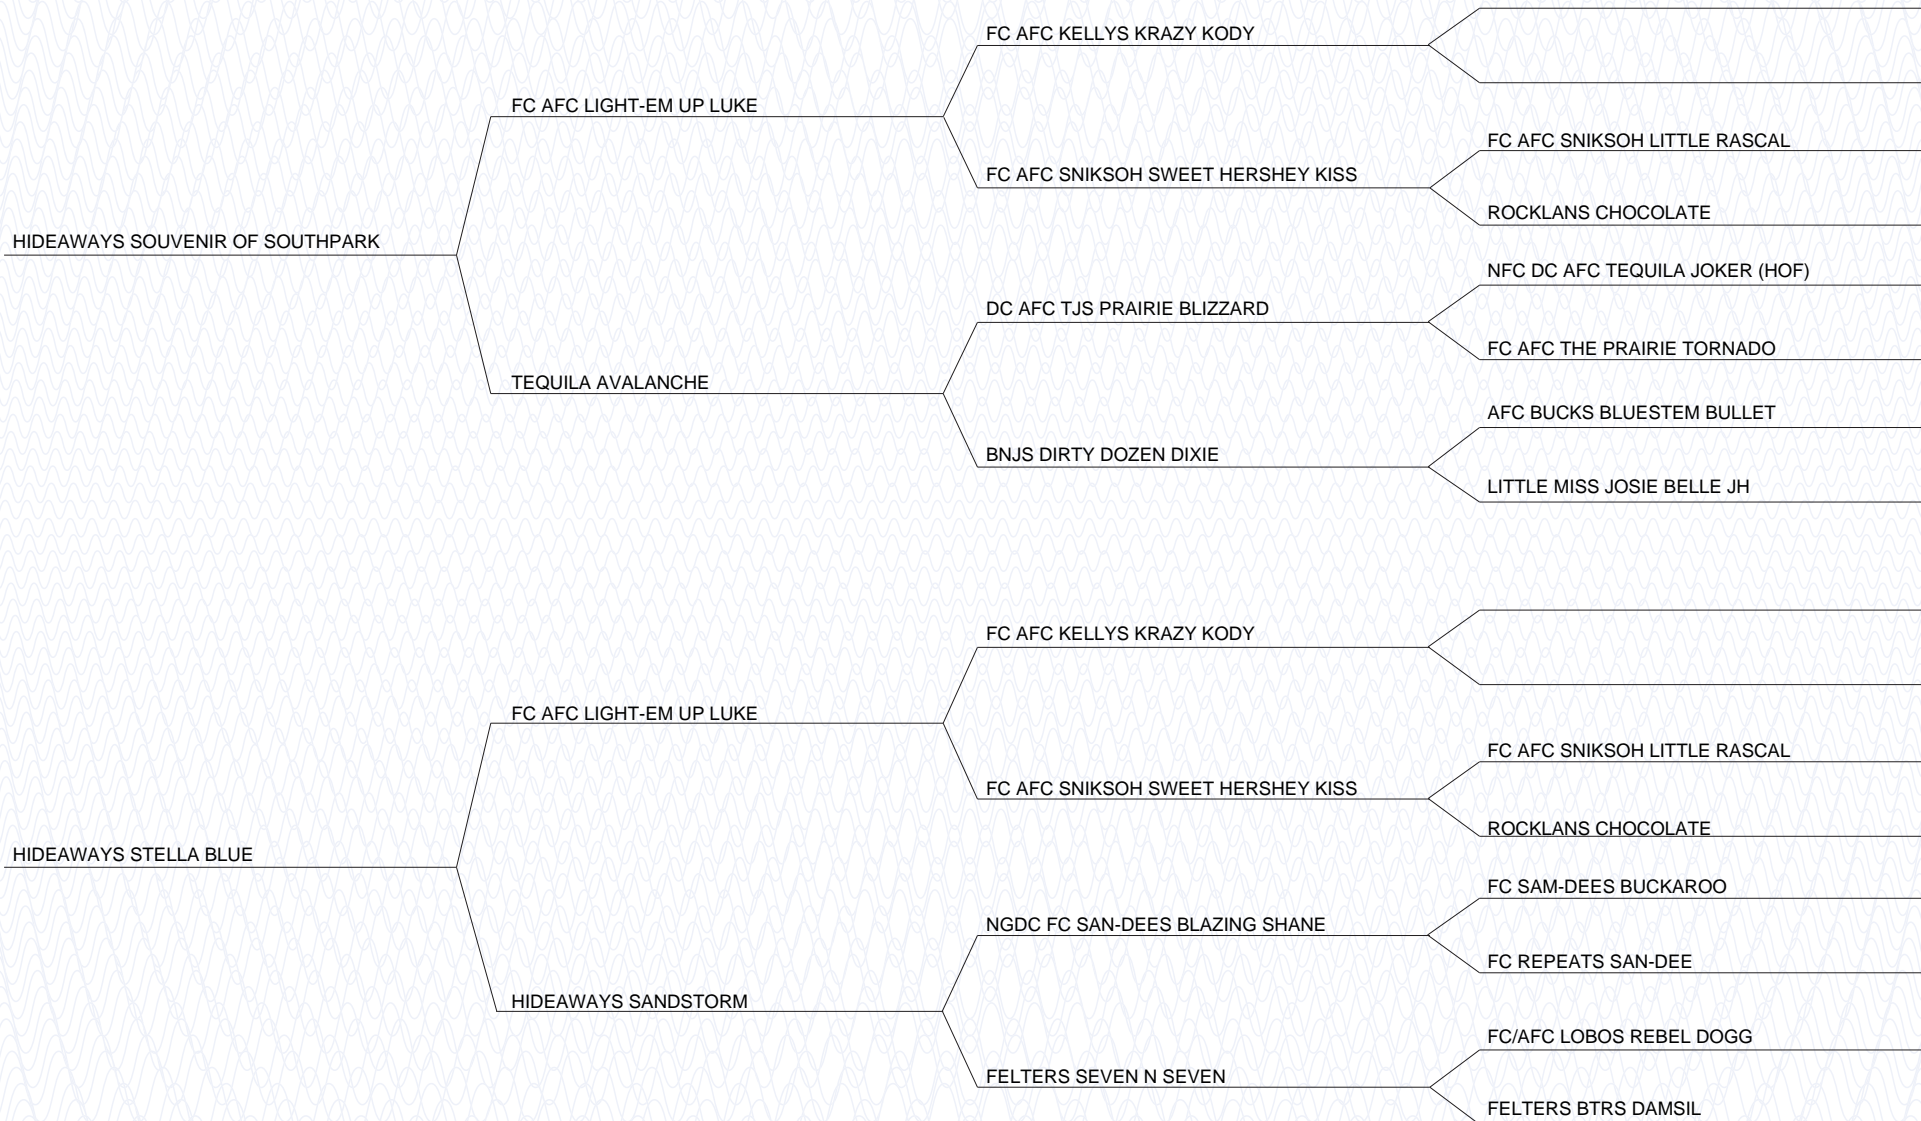 FC AFC KELLYS KRAZY KODY
FC AFC LIGHT-EM UP LUKE
FC AFC SNIKSOH LITTLE RASCAL
FC AFC SNIKSOH SWEET HERSHEY KISS
ROCKLANS CHOCOLATE
HIDEAWAYS SOUVENIR OF SOUTHPARK
NFC DC AFC TEQUILA JOKER (HOF)
DC AFC TJS PRAIRIE BLIZZARD
FC AFC THE PRAIRIE TORNADO
TEQUILA AVALANCHE
AFC BUCKS BLUESTEM BULLET
BNJS DIRTY DOZEN DIXIE
LITTLE MISS JOSIE BELLE JH
FC AFC KELLYS KRAZY KODY
FC AFC LIGHT-EM UP LUKE
FC AFC SNIKSOH LITTLE RASCAL
FC AFC SNIKSOH SWEET HERSHEY KISS
ROCKLANS CHOCOLATE
HIDEAWAYS STELLA BLUE
FC SAM-DEES BUCKAROO
NGDC FC SAN-DEES BLAZING SHANE
FC REPEATS SAN-DEE
HIDEAWAYS SANDSTORM
FC/AFC LOBOS REBEL DOGG
FELTERS SEVEN N SEVEN
FELTERS BTRS DAMSIL